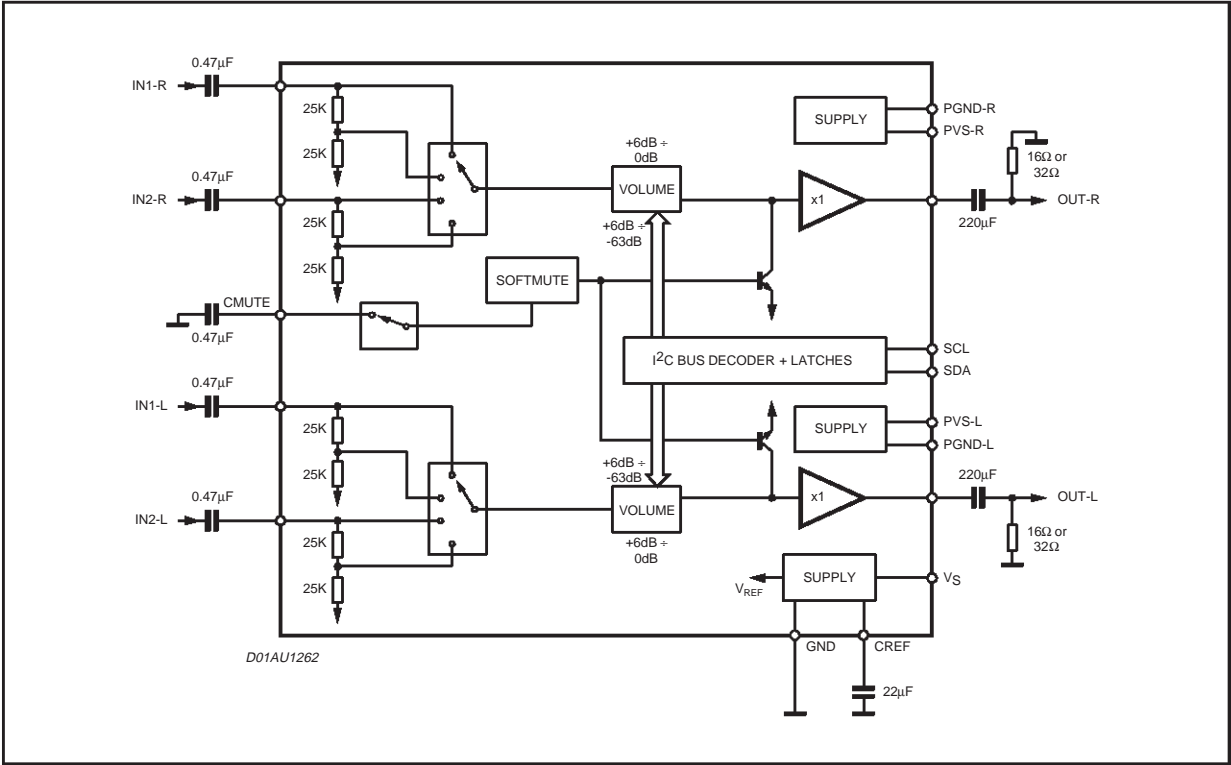 0.47μF
IN1-R
25K
25K
0.47μF
IN2-R
25K
25K
CMUTE
0.47μF
SOFTMUTE
+6dB ÷
0dB
VOLUME
+6dB ÷
-63dB
x1
SUPPLY
PGND-R
PVS-R
16Ω or
32Ω
OUT-R
220μF
I2C BUS DECODER + LATCHES
SCL
SDA
0.47μF
IN1-L
25K
25K
0.47μF
IN2-L
25K
25K
+6dB ÷
-63dB
VOLUME
+6dB ÷
0dB
x1
SUPPLY
PVS-L
PGND-L
220μF
OUT-L
16Ω or
32Ω
SUPPLY
VREF
VS
GND
CREF
22μF
D01AU1262